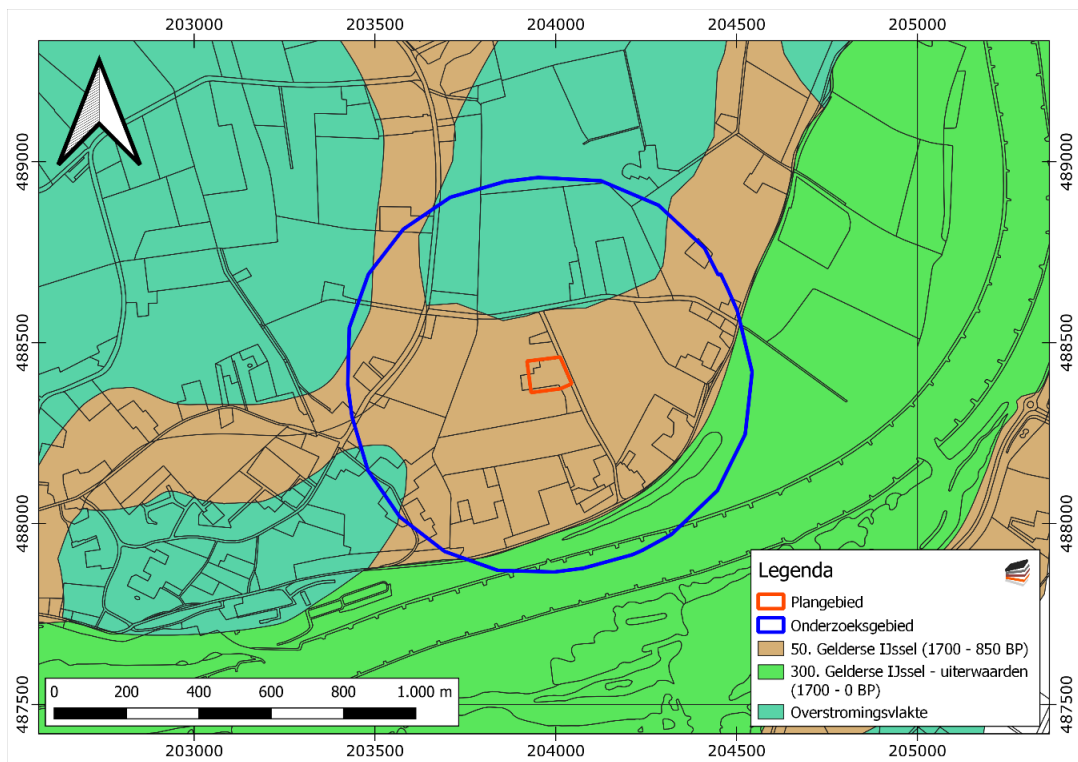 203000 203500 204000 204500 205000
489000 489000
488500 488500
488000 488000
487500 487500
Legenda
Plangebied
Onderzoeksgebied
50. Gelderse IJssel (1700 - 850 BP)
300. Gelderse IJssel - uiterwaarden
(1700 - 0 BP)
Overstromingsvlakte
0 200 400 600 800 1.000 m
203000 203500 204000 204500 205000